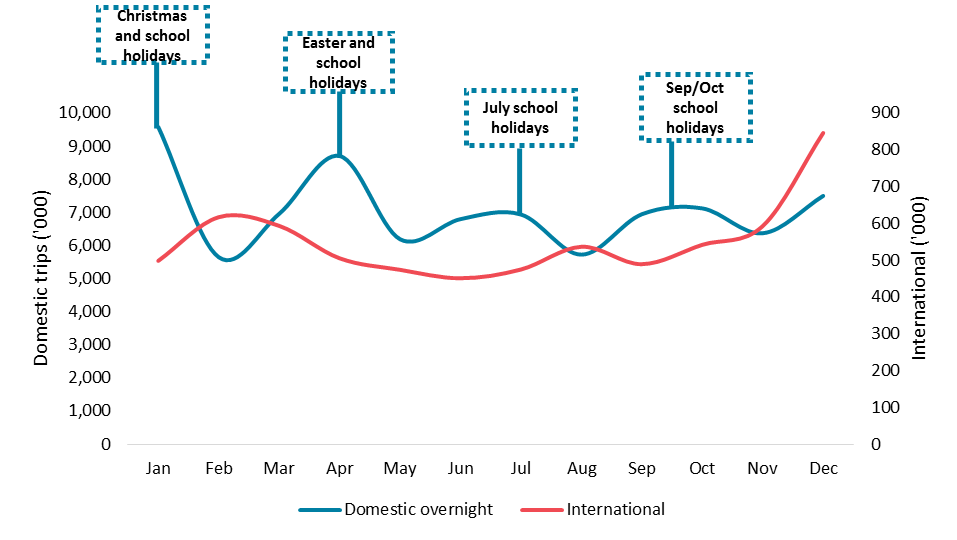 Christmas
and school
holidays
Easter and
school
holidays
July school
holidays
Sep/Oct
school
holidays
10,000
9,000
8,000
7,000
6,000
5,000
4,000
3,000
2,000
1,000
0
Domestic trips ('000)
900
800
700
600
500
400
300
200
100
0
International ('000)
Jan Feb Mar Apr May Jun Jul Aug Sep Oct Nov Dec
Domestic overnight International